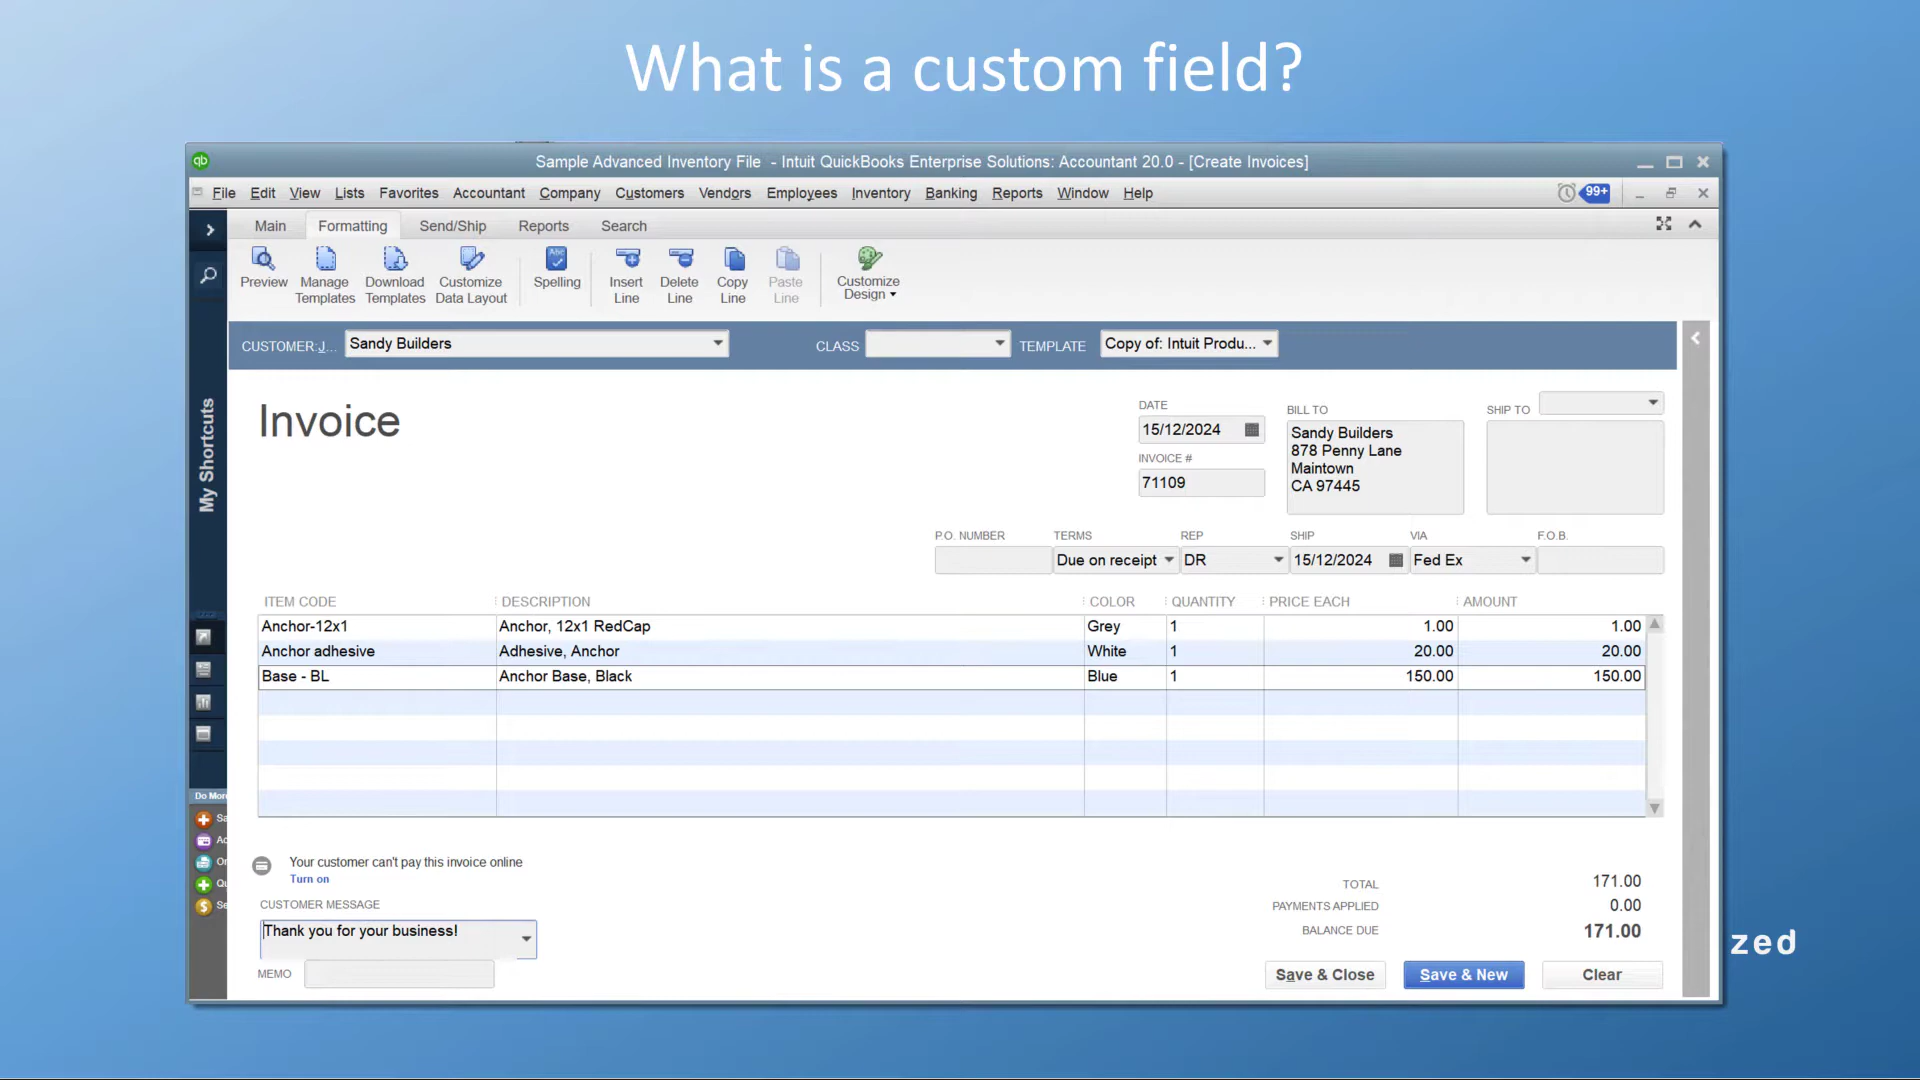 What is a custom field?
qb
Sample Advanced Inventory File - Intuit QuickBooks Enterprise Solutions: Accountant 20.0 - [Create Invoices]
File Edit View Lists Favorites Accountant Company Customers Vendors Employees Inventory Banking Reports Window Help 99+
Main Formatting Send/Ship Reports Search
Preview Manage Templates Download Templates Customize Data Layout Abc Spelling Insert Line Delete Line Copy Line Paste Line Customize Design
CUSTOMER:J... Sandy Builders CLASS TEMPLATE Copy of: Intuit Produ...
My Shortcuts
Invoice
DATE
15/12/2024
INVOICE #
71109
BILL TO
Sandy Builders
878 Penny Lane
Maintown
CA 97445
SHIP TO
P.O. NUMBER TERMS REP SHIP VIA F.O.B.
Due on receipt DR 15/12/2024 Fed Ex
ITEM CODE DESCRIPTION COLOR QUANTITY PRICE EACH AMOUNT
Anchor-12x1 Anchor, 12x1 RedCap Grey 1 1.00 1.00
Anchor adhesive Adhesive, Anchor White 1 20.00 20.00
Base - BL Anchor Base, Black Blue 1 150.00 150.00
Do More
Sa
Ac
Or
Qu
Se
Your customer can't pay this invoice online
Turn on
CUSTOMER MESSAGE
Thank you for your business!
MEMO
TOTAL 171.00
PAYMENTS APPLIED 0.00
BALANCE DUE 171.00
Save & Close Save & New Clear
zed